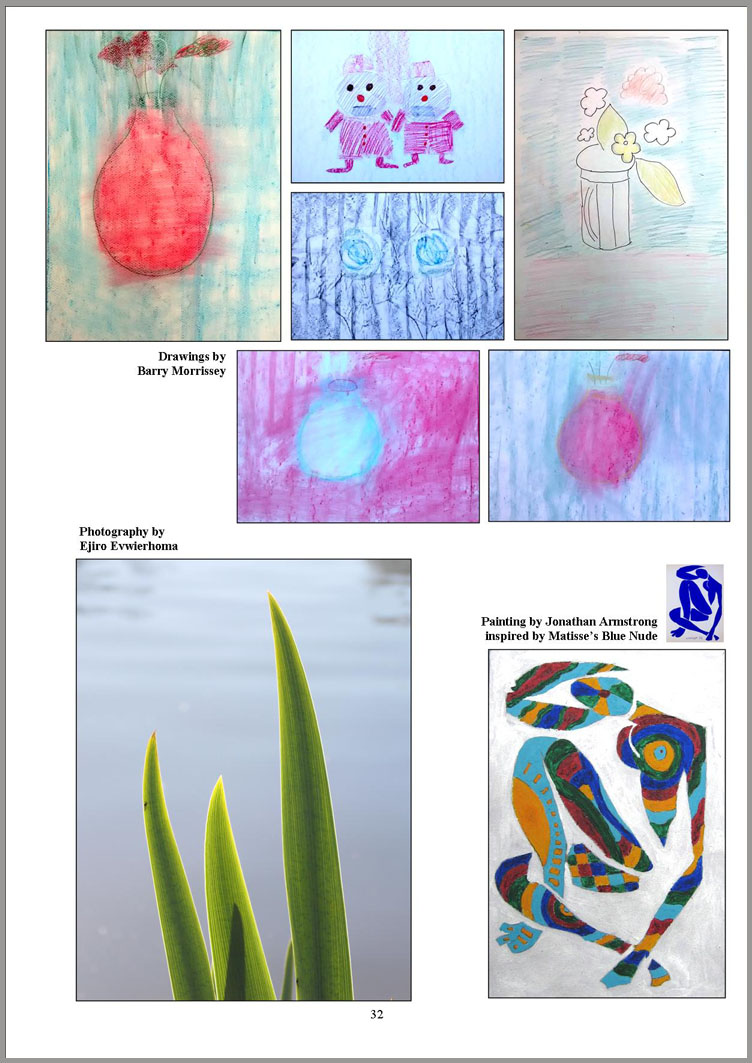 Drawings by
Barry Morrissey
Photography by
Ejiro Evwierhoma
Painting by Jonathan Armstrong
inspired by Matisse’s Blue Nude
32